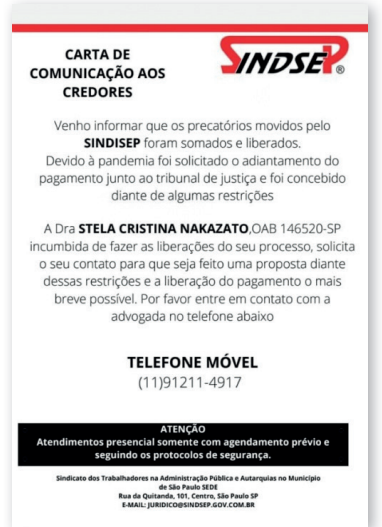 CARTA DE
COMUNICAÇÃO AOS
CREDORES
SINDSEP®
Venho informar que os precatórios movidos pelo
SINDISEP foram somados e liberados.
Devido à pandemia foi solicitado o adiantamento do
pagamento junto ao tribunal de justiça e foi concebido
diante de algumas restrições
A Dra STELA CRISTINA NAKAZATO,OAB 146520-SP
incumbida de fazer as liberações do seu processo, solicita
o seu contato para que seja feito uma proposta diante
dessas restrições e a liberação do pagamento o mais
breve possível. Por favor entre em contato com a
advogada no telefone abaixo
TELEFONE MÓVEL
(11)91211-4917
ATENÇÃO
Atendimentos presencial somente com agendamento prévio e
seguindo os protocolos de segurança.
Sindicato dos Trabalhadores na Administração Pública e Autarquias no Município
de São Paulo SEDE
Rua da Quitanda, 101, Centro, São Paulo SP
E-MAIL: JURIDICO@SINDSEP.GOV.COM.BR